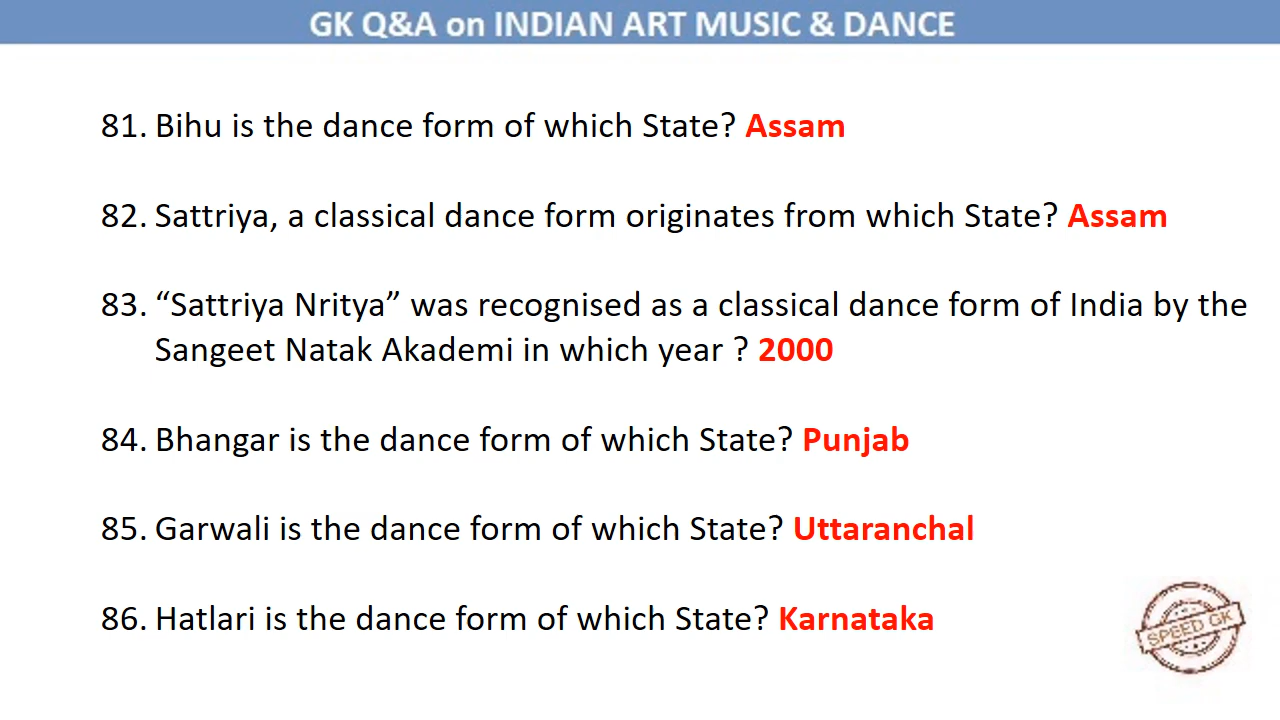 GK Q&A on INDIAN ART MUSIC & DANCE
81. Bihu is the dance form of which State? Assam
82. Sattriya, a classical dance form originates from which State? Assam
83. “Sattriya Nritya” was recognised as a classical dance form of India by the
Sangeet Natak Akademi in which year ? 2000
84. Bhangar is the dance form of which State? Punjab
85. Garwali is the dance form of which State? Uttaranchal
86. Hatlari is the dance form of which State? Karnataka
SPEED GK